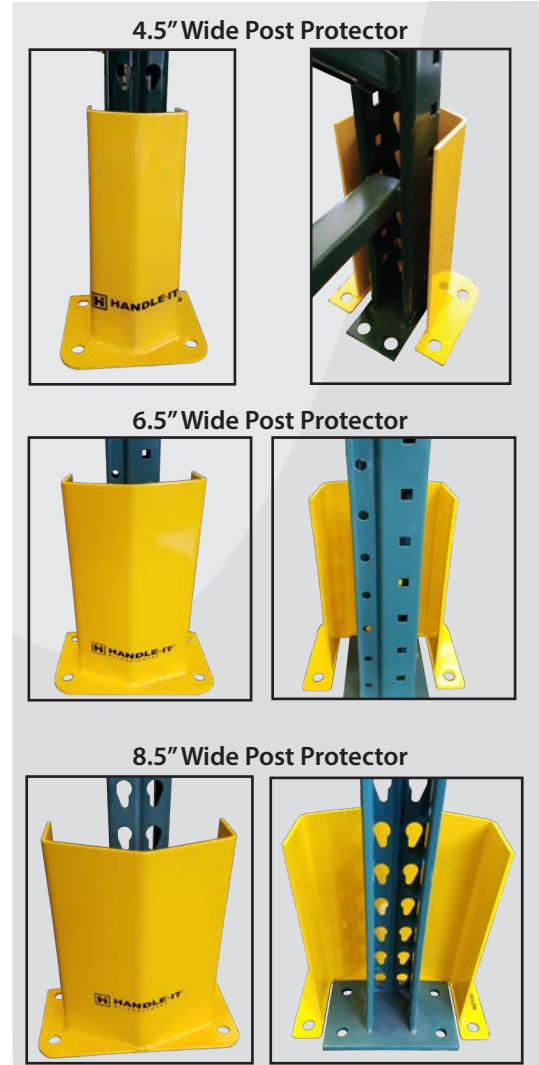 4.5” Wide Post Protector
HANDLE·IT
6.5” Wide Post Protector
HANDLE·IT
8.5” Wide Post Protector
HANDLE·IT